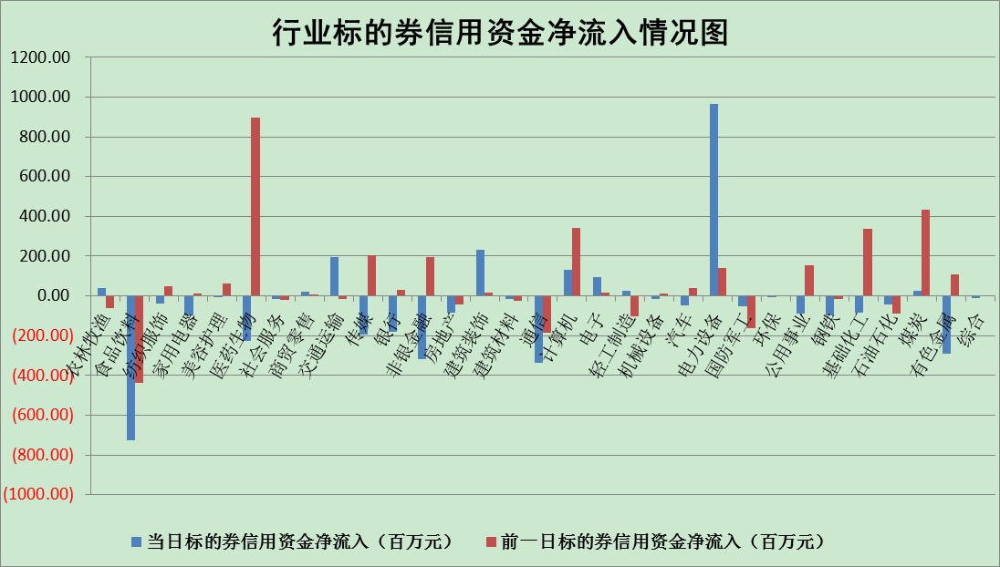 行业标的券信用资金净流入情况图
1200.00
1000.00
800.00
600.00
400.00
200.00
0.00
(200.00)
(400.00)
(600.00)
(800.00)
(1000.00)
农林牧渔
食品饮料
纺织服饰
家用电器
美容护理
医药生物
社会服务
商贸零售
交通运输
传媒
银行
非银金融
房地产
建筑装饰
建筑材料
通信
计算机
电子
轻工制造
机械设备
汽车
电力设备
国防军工
环保
公用事业
钢铁
基础化工
石油石化
煤炭
有色金属
综合
当日标的券信用资金净流入（百万元）
前一日标的券信用资金净流入（百万元）